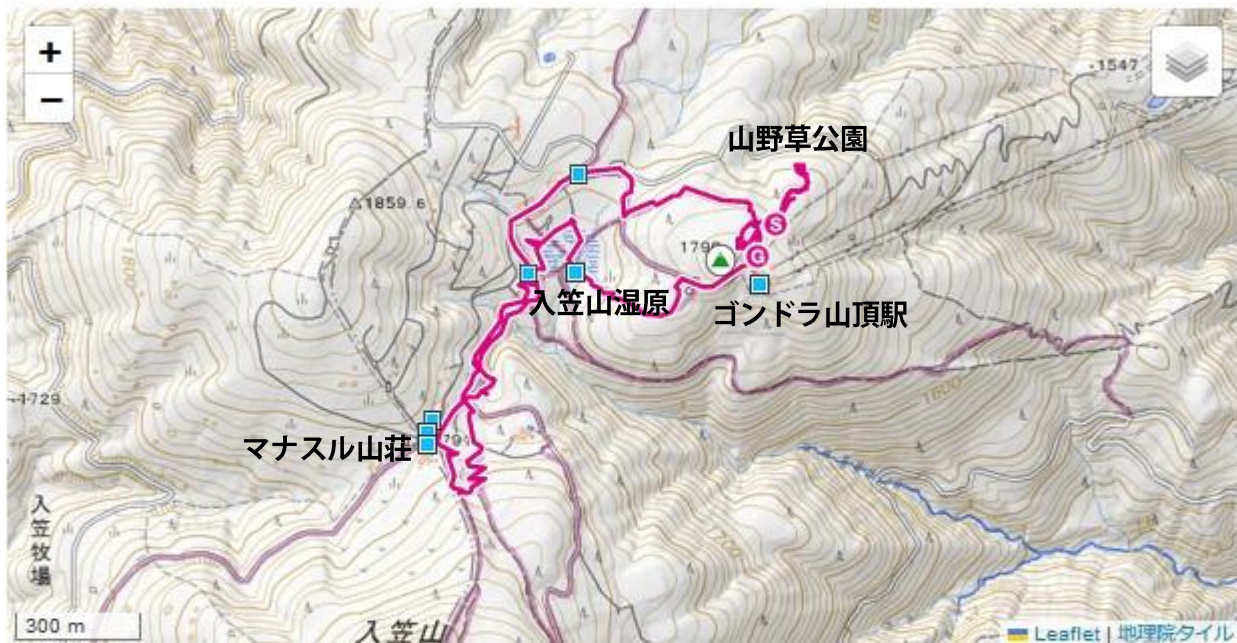 +
−
1547
山野草公園
1859.6
S
179
G
入笠山湿原
ゴンドラ山頂駅
1729
マナスル山荘
入笠牧場
300 m
入笠山
Leaflet | 地理院タイル